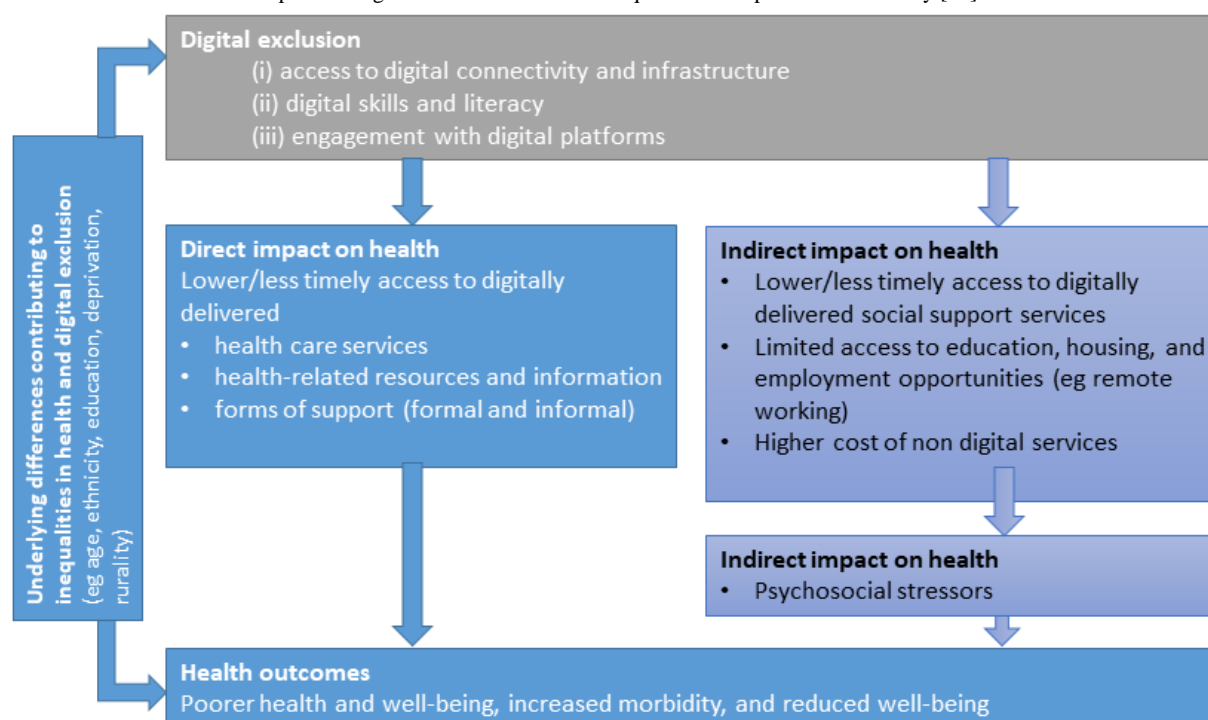 Digital exclusion
(i) access to digital connectivity and infrastructure
(ii) digital skills and literacy
(iii) engagement with digital platforms
Underlying differences contributing to
inequalities in health and digital exclusion
(eg age, ethnicity, education, deprivation,
rurality)
Direct impact on health
Lower/less timely access to digitally
delivered
• health care services
• health-related resources and information
• forms of support (formal and informal)
Indirect impact on health
• Lower/less timely access to digitally
delivered social support services
• Limited access to education, housing, and
employment opportunities (eg remote
working)
• Higher cost of non digital services
Indirect impact on health
• Psychosocial stressors
Health outcomes
Poorer health and well-being, increased morbidity, and reduced well-being